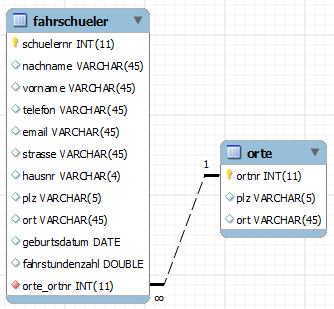 fahrschueler
schuelernr INT(11)
nachname VARCHAR(45)
vorname VARCHAR(45)
telefon VARCHAR(45)
email VARCHAR(45)
strasse VARCHAR(45)
hausnr VARCHAR(4)
plz VARCHAR(5)
ort VARCHAR(45)
geburtsdatum DATE
fahrstundenzahl DOUBLE
orte_ortnr INT(11)
∞
1
orte
ortnr INT(11)
plz VARCHAR(5)
ort VARCHAR(45)